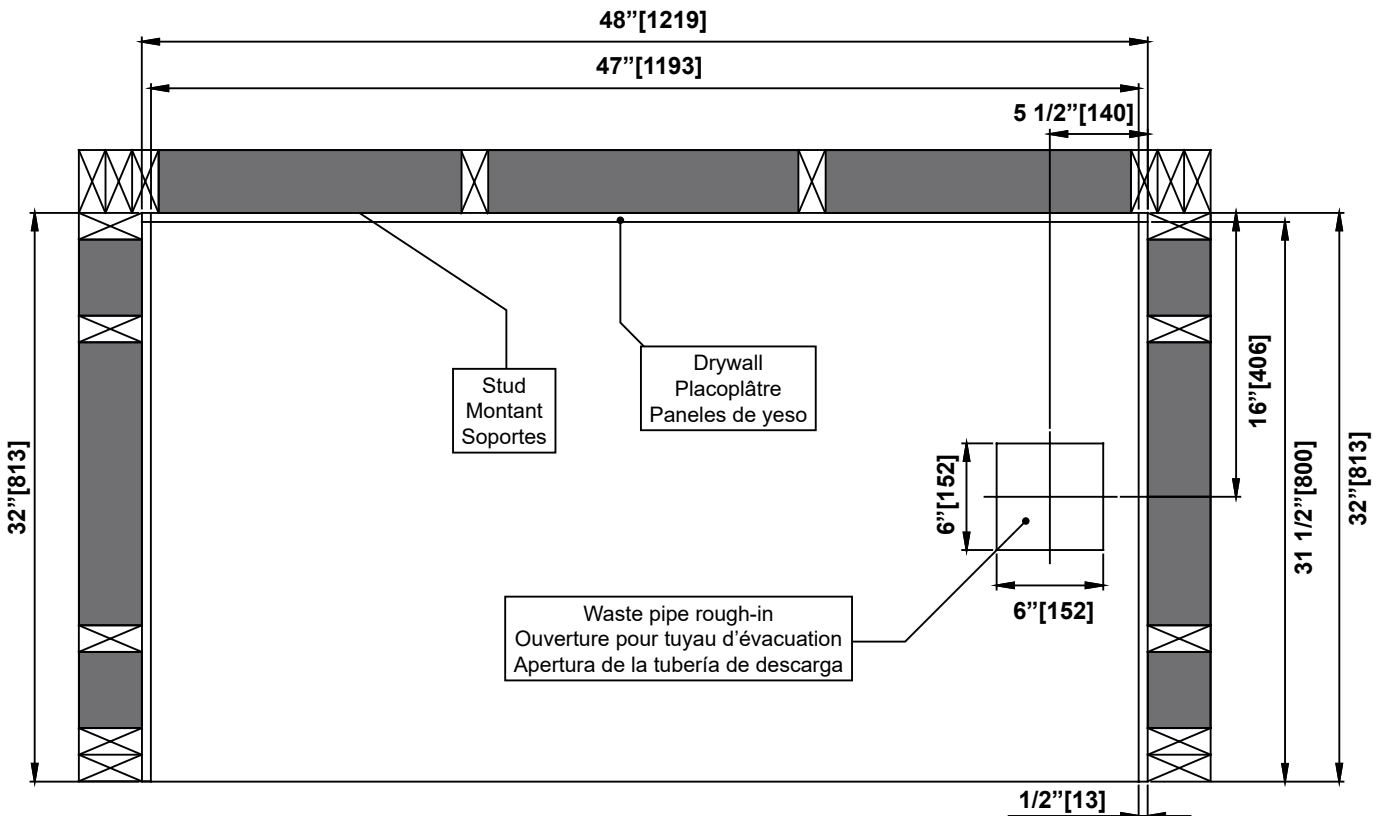 48”[1219]
47”[1193]
5 1/2”[140]
Stud
Montant
Soportes
Drywall
Placoplâtre
Paneles de yeso
16”[406]
32”[813]
6”[152]
31 1/2”[800]
32”[813]
6”[152]
Waste pipe rough-in
Ouverture pour tuyau d’évacuation
Apertura de la tubería de descarga
1/2”[13]